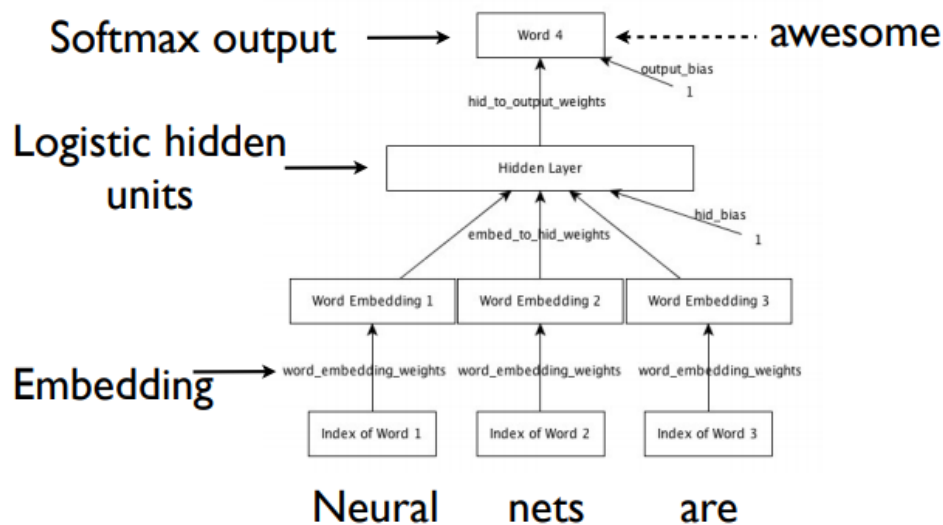 Softmax output
Word 4
awesome
output_bias
1
hid_to_output_weights
Logistic hidden
units
Hidden Layer
hid_bias
1
embed_to_hid_weights
Word Embedding 1
Word Embedding 2
Word Embedding 3
Embedding
word_embedding_weights
word_embedding_weights
word_embedding_weights
Index of Word 1
Index of Word 2
Index of Word 3
Neural nets are